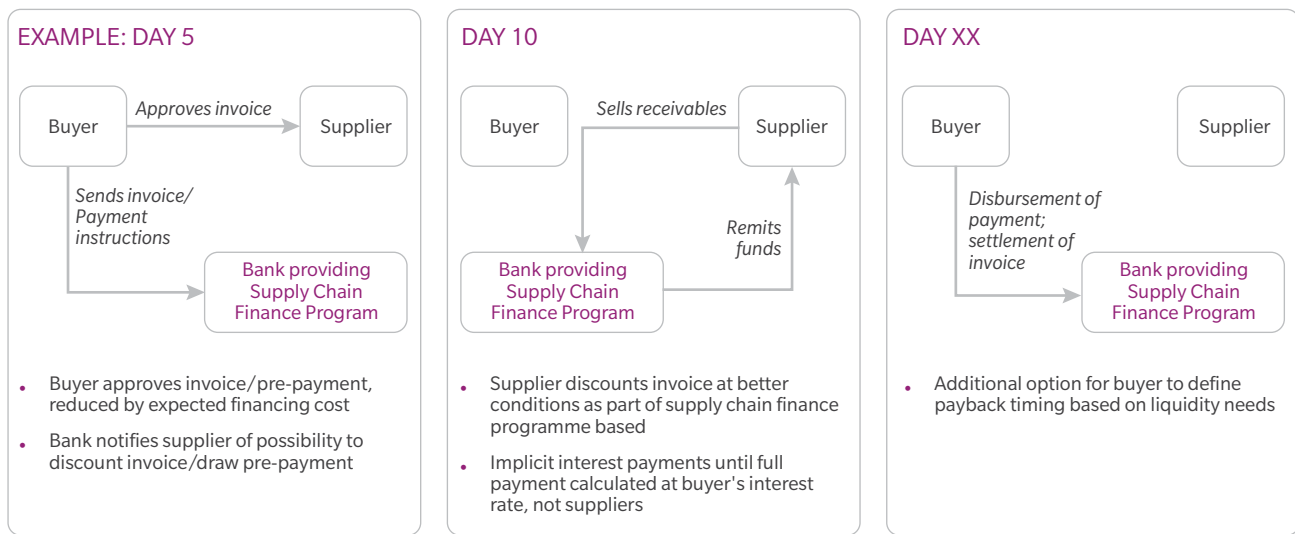 EXAMPLE: DAY 5
Buyer
Approves invoice
Supplier
Sends invoice/
Payment
instructions
Bank providing
Supply Chain
Finance Program
• Buyer approves invoice/pre-payment,
reduced by expected financing cost
• Bank notifies supplier of possibility to
discount invoice/draw pre-payment
DAY 10
Buyer
Sells receivables
Supplier
Remits
funds
Bank providing
Supply Chain
Finance Program
• Supplier discounts invoice at better
conditions as part of supply chain finance
programme based
• Implicit interest payments until full
payment calculated at buyer's interest
rate, not suppliers
DAY XX
Buyer
Supplier
Disbursement of
payment;
settlement of
invoice
Bank providing
Supply Chain
Finance Program
• Additional option for buyer to define
payback timing based on liquidity needs